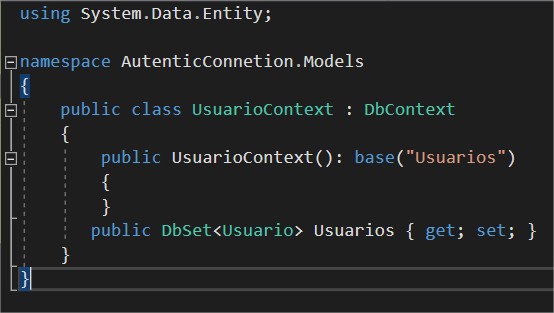 using System.Data.Entity;
namespace AutenticConnetion.Models
{
public class UsuarioContext : DbContext
{
public UsuarioContext(): base("Usuarios")
{
}
public DbSet<Usuario> Usuarios { get; set; }
}
}